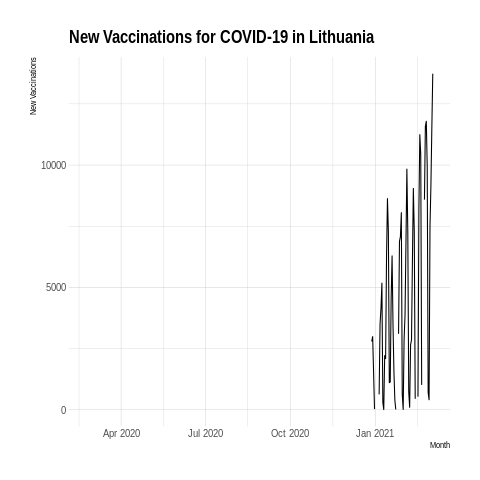 New Vaccinations for COVID-19 in Lithuania
New Vaccinations
10000
5000
0
Apr 2020 Jul 2020 Oct 2020 Jan 2021
Month